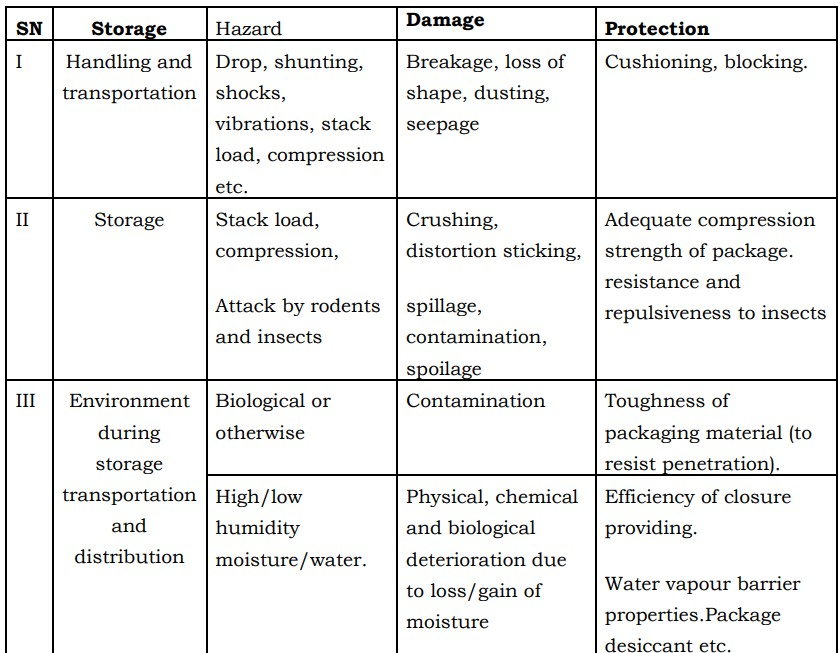 SN Storage Hazard Damage Protection
I Handling and transportation Drop, shunting, shocks, vibrations, stack load, compression etc. Breakage, loss of shape, dusting, seepage Cushioning, blocking.
II Storage Stack load, compression, Attack by rodents and insects Crushing, distortion sticking, spillage, contamination, spoilage Adequate compression strength of package. resistance and repulsiveness to insects
III Environment during storage transportation and distribution Biological or otherwise Contamination Toughness of packaging material (to resist penetration).
High/low humidity moisture/water. Physical, chemical and biological deterioration due to loss/gain of moisture Efficiency of closure providing. Water vapour barrier properties.Package desiccant etc.